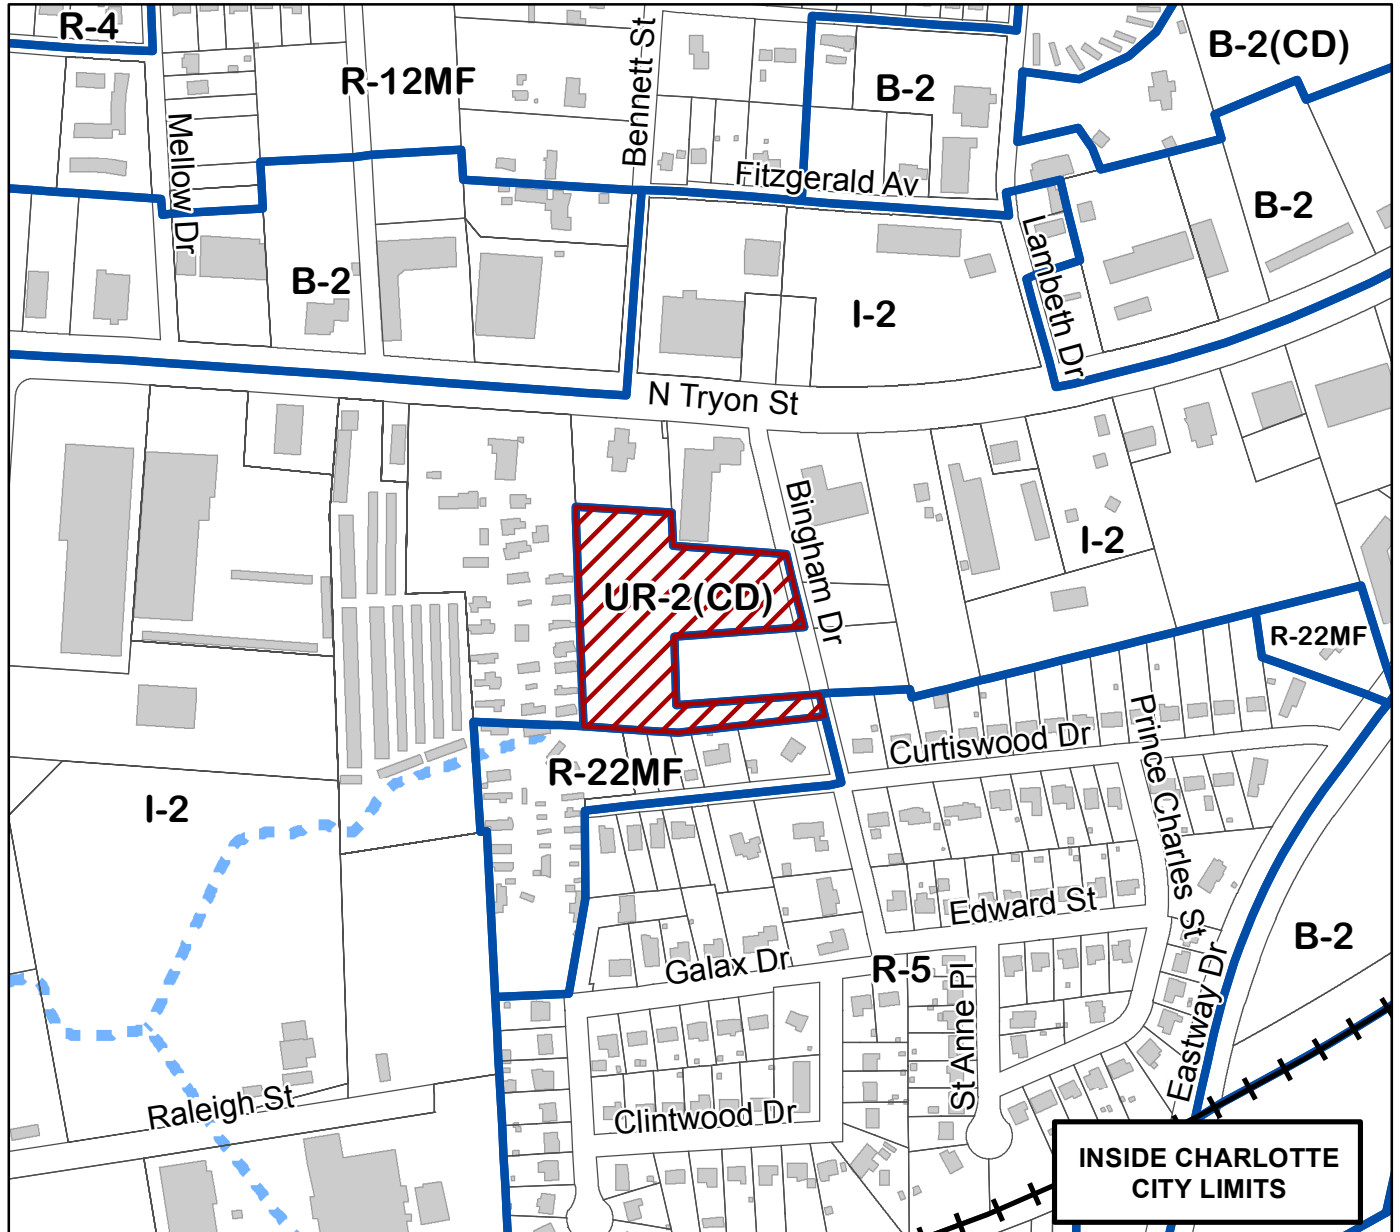 R-4
R-12MF
Bennett St
B-2
B-2(CD)
Mellow Dr
Fitzgerald Av
B-2
Lambeth Dr
B-2
I-2
N Tryon St
Bingham Dr
I-2
UR-2(CD)
R-22MF
Prince Charles St
Curtiswood Dr
R-22MF
I-2
Edward St
B-2
Galax Dr
R-5
St Anne Pl
Eastway Dr
Raleigh St
Clintwood Dr
INSIDE CHARLOTTE
CITY LIMITS